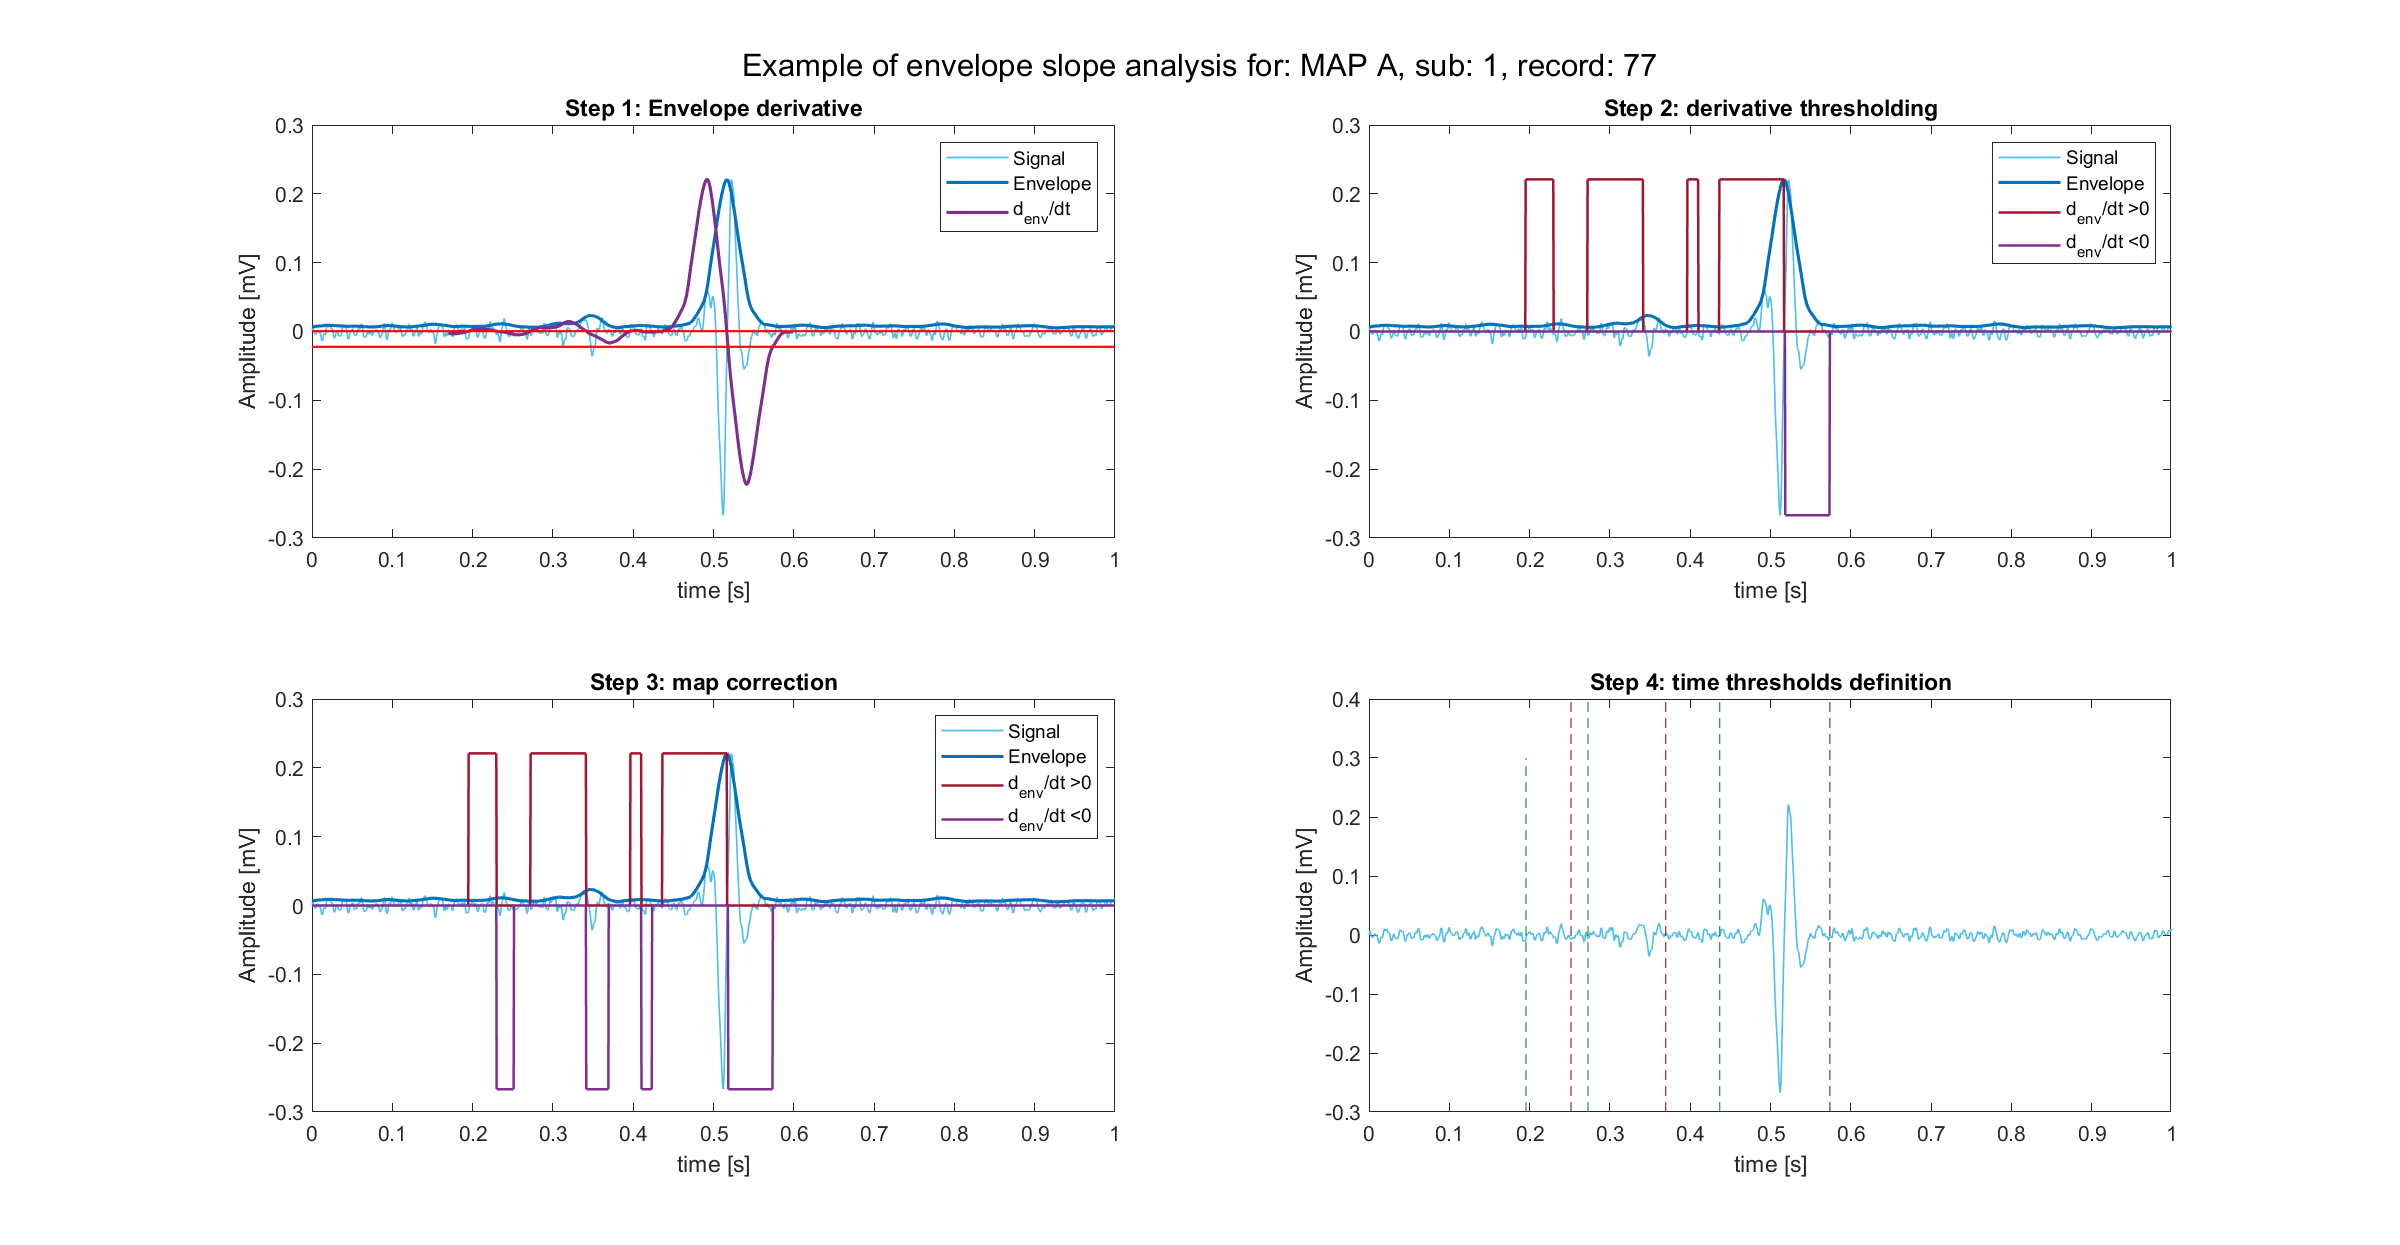 Example of envelope slope analysis for: MAP A, sub: 1, record: 77
Step 1: Envelope derivative
0.3
0.2
0.1
0
-0.1
-0.2
-0.3
Amplitude [mV]
0 0.1 0.2 0.3 0.4 0.5 0.6 0.7 0.8 0.9 1
time [s]
Signal
Envelope
d_env/dt
Step 2: derivative thresholding
0.3
0.2
0.1
0
-0.1
-0.2
-0.3
Amplitude [mV]
0 0.1 0.2 0.3 0.4 0.5 0.6 0.7 0.8 0.9 1
time [s]
Signal
Envelope
d_env/dt >0
d_env/dt <0
Step 3: map correction
0.3
0.2
0.1
0
-0.1
-0.2
-0.3
Amplitude [mV]
0 0.1 0.2 0.3 0.4 0.5 0.6 0.7 0.8 0.9 1
time [s]
Signal
Envelope
d_env/dt >0
d_env/dt <0
Step 4: time thresholds definition
0.4
0.3
0.2
0.1
0
-0.1
-0.2
-0.3
Amplitude [mV]
0 0.1 0.2 0.3 0.4 0.5 0.6 0.7 0.8 0.9 1
time [s]